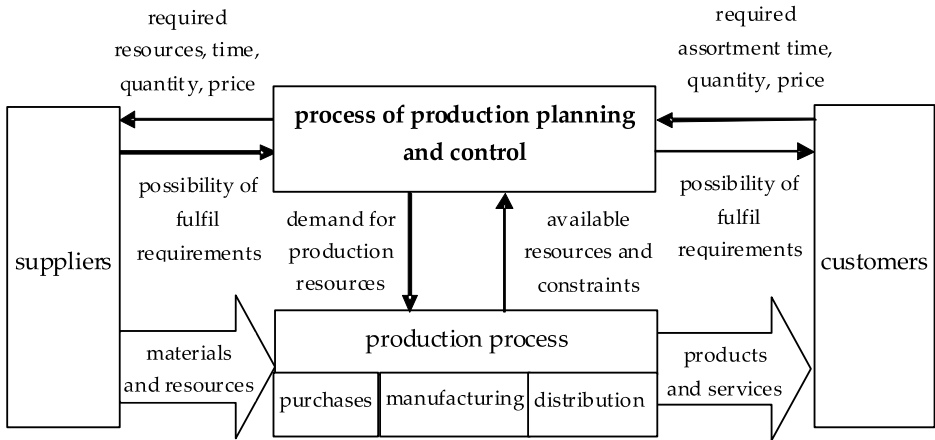 required
resources, time,
quantity, price
required
assortment time,
quantity, price
process of production planning
and control
possibility of
fulfil
requirements
demand for
production
resources
available
resources and
constraints
possibility of
fulfil
requirements
suppliers
customers
production process
materials
and resources
products
and services
purchases
manufacturing
distribution